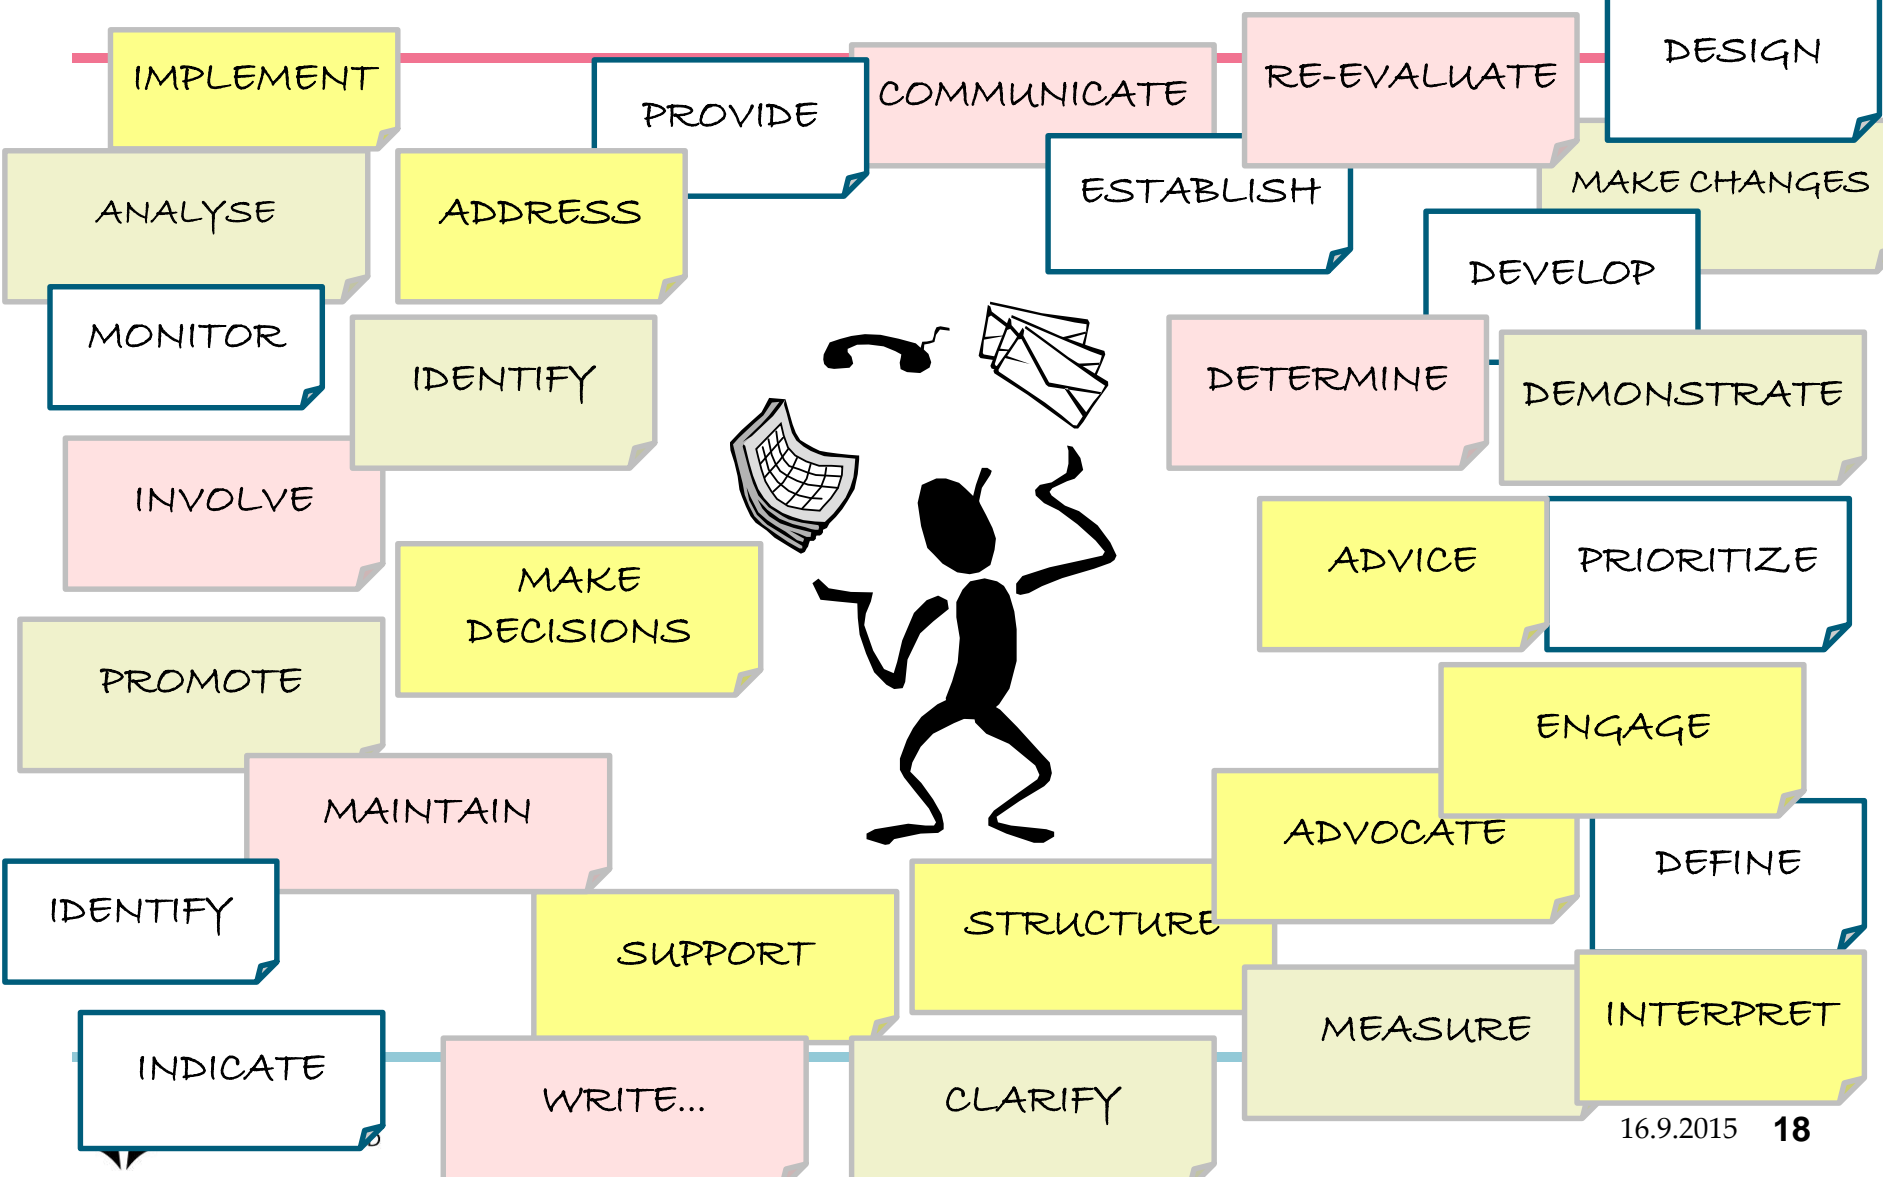 IMPLEMENT
PROVIDE
COMMUNICATE
RE-EVALUATE
DESIGN
ANALYSE
ADDRESS
ESTABLISH
MAKE CHANGES
MONITOR
IDENTIFY
DEVELOP
DETERMINE
DEMONSTRATE
INVOLVE
MAKE
DECISIONS
ADVICE
PRIORITIZE
PROMOTE
ENGAGE
MAINTAIN
ADVOCATE
DEFINE
IDENTIFY
SUPPORT
STRUCTURE
MEASURE
INTERPRET
INDICATE
WRITE...
CLARIFY
16.9.2015
18